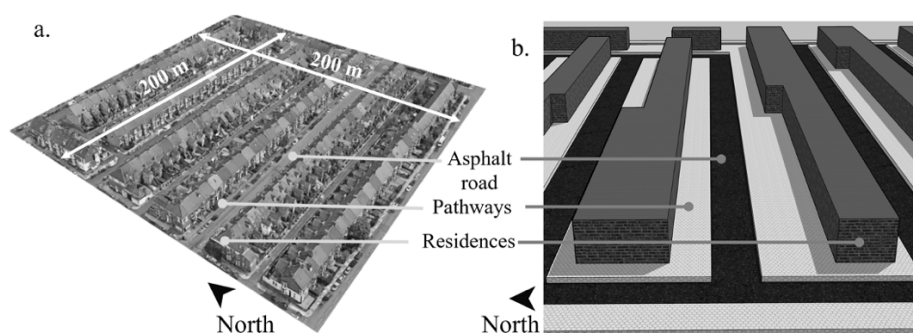 a.
b.
200 m
200 m
Asphalt
road
Pathways
Residences
North
North